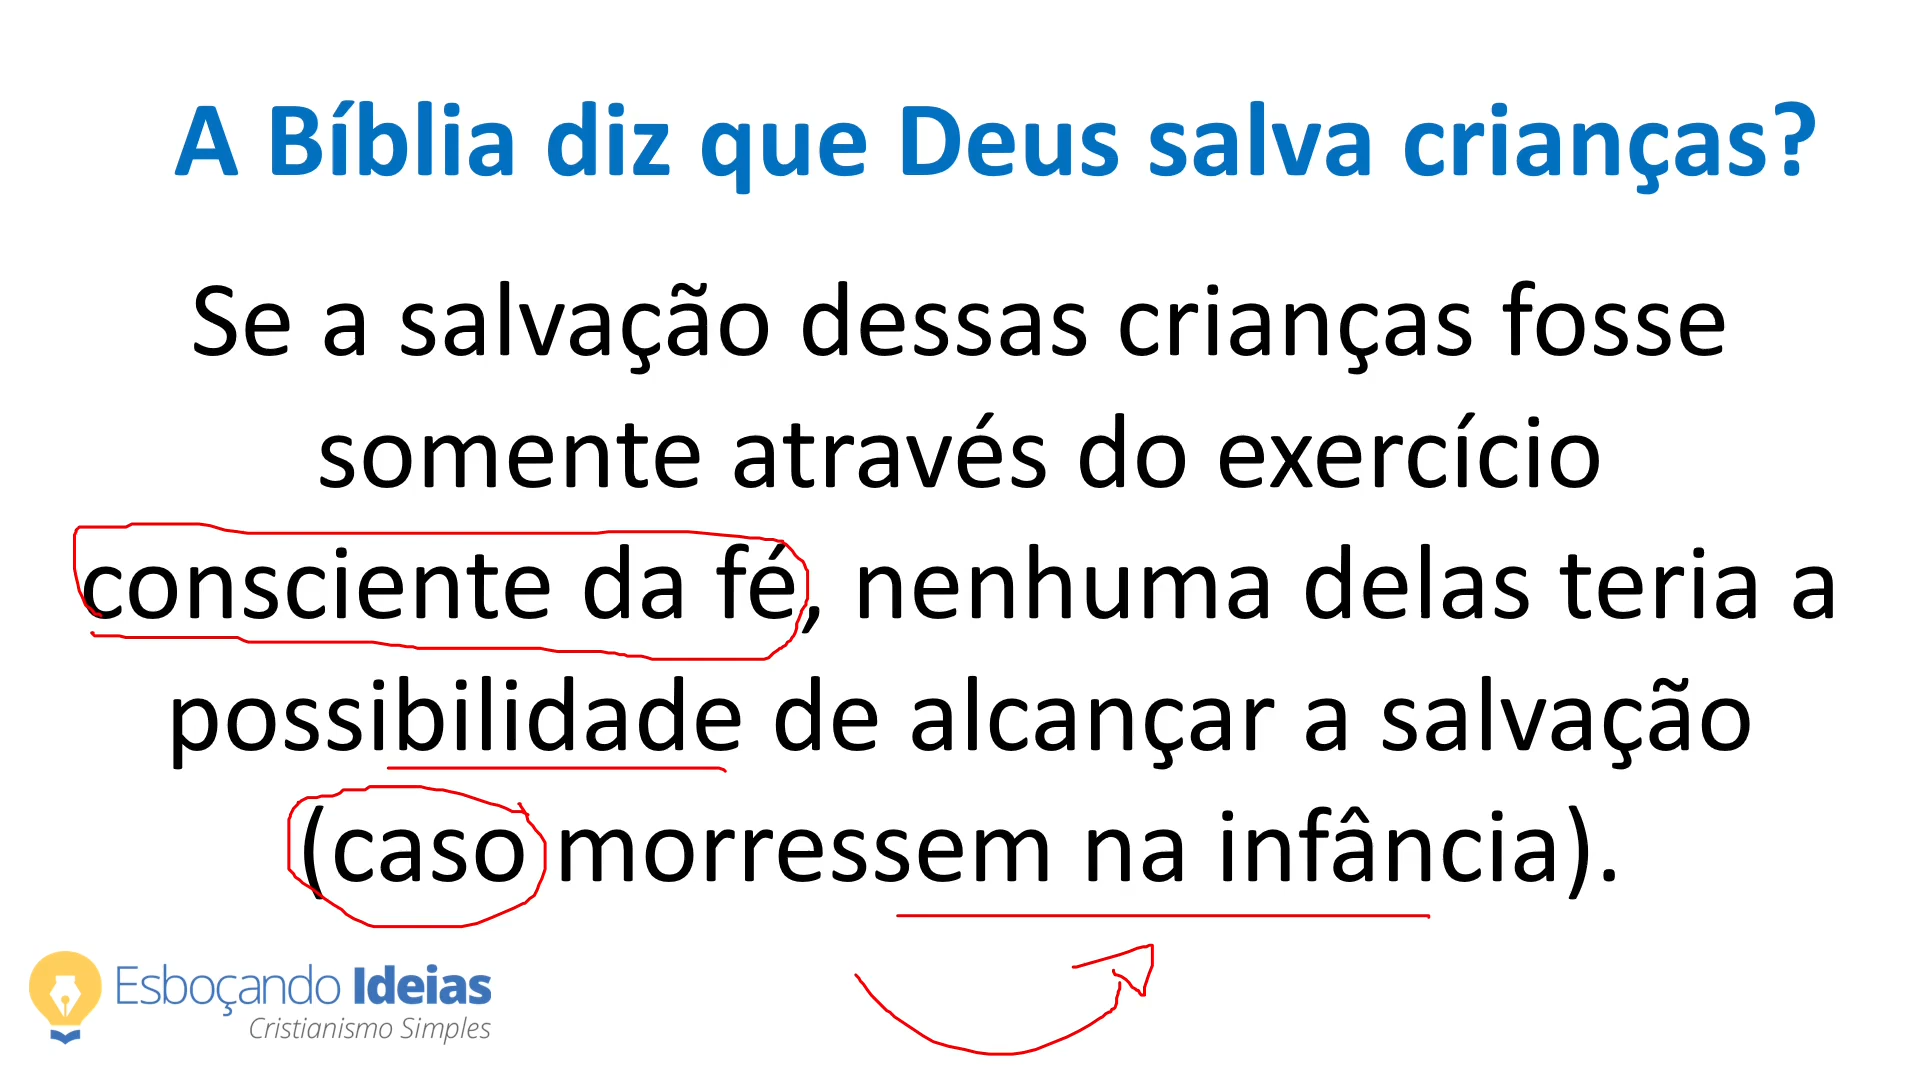 A Bíblia diz que Deus salva crianças?
Se a salvação dessas crianças fosse
somente através do exercício
consciente da fé, nenhuma delas teria a
possibilidade de alcançar a salvação
(caso morressem na infância).
Esboçando Ideias
Cristianismo Simples